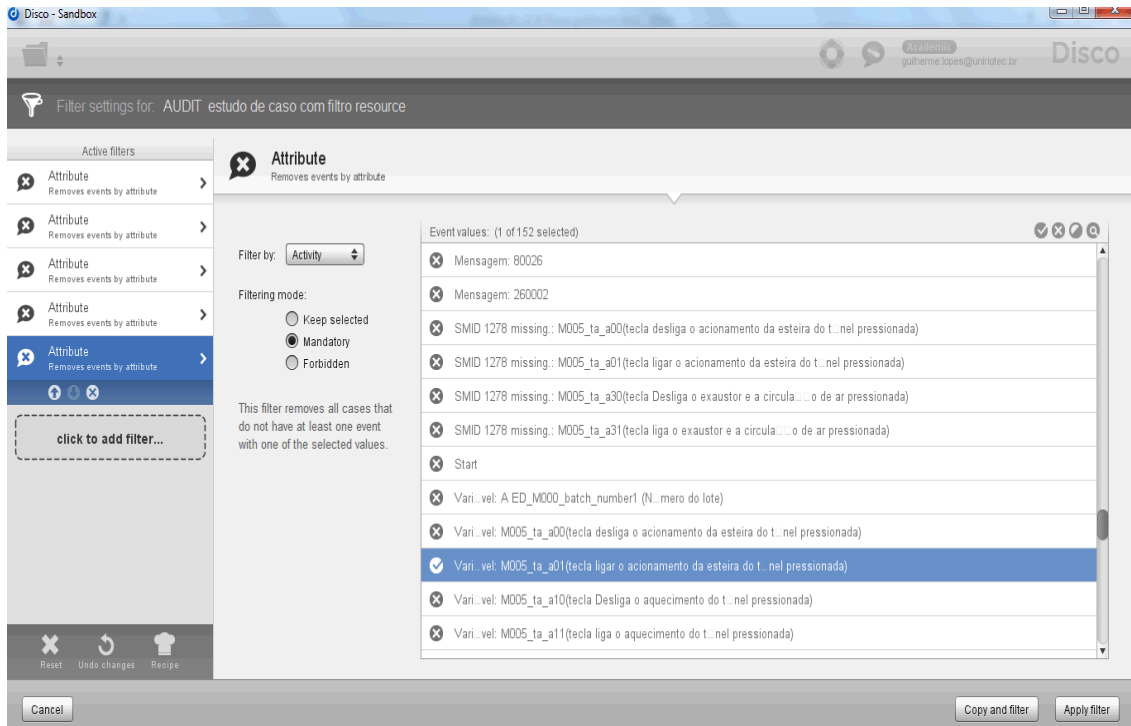 Disco - Sandbox
Academic
guilherme.lopes@uniriotec.br
Disco
Filter settings for: AUDIT estudo de caso com filtro resource
Active filters
Attribute
Removes events by attribute
Attribute
Removes events by attribute
Attribute
Removes events by attribute
Attribute
Removes events by attribute
Attribute
Removes events by attribute
click to add filter...
Reset Undo changes Recipe
Attribute
Removes events by attribute
Filter by: Activity
Filtering mode:
Keep selected
Mandatory
Forbidden
This filter removes all cases that
do not have at least one event
with one of the selected values.
Event values: (1 of 152 selected)
Mensagem: 80026
Mensagem: 260002
SMID 1278 missing.: M005_ta_a00(tecla desliga o acionamento da esteira do t□nel pressionada)
SMID 1278 missing.: M005_ta_a01(tecla ligar o acionamento da esteira do t□nel pressionada)
SMID 1278 missing.: M005_ta_a30(tecla Desliga o exaustor e a circula□□o de ar pressionada)
SMID 1278 missing.: M005_ta_a31(tecla liga o exaustor e a circula□□o de ar pressionada)
Start
Vari□vel: A ED_M000_batch_number1 (N□mero do lote)
Vari□vel: M005_ta_a00(tecla desliga o acionamento da esteira do t□nel pressionada)
Vari□vel: M005_ta_a01(tecla ligar o acionamento da esteira do t□nel pressionada)
Vari□vel: M005_ta_a10(tecla Desliga o aquecimento do t□nel pressionada)
Vari□vel: M005_ta_a11(tecla liga o aquecimento do t□nel pressionada)
Cancel
Copy and filter
Apply filter